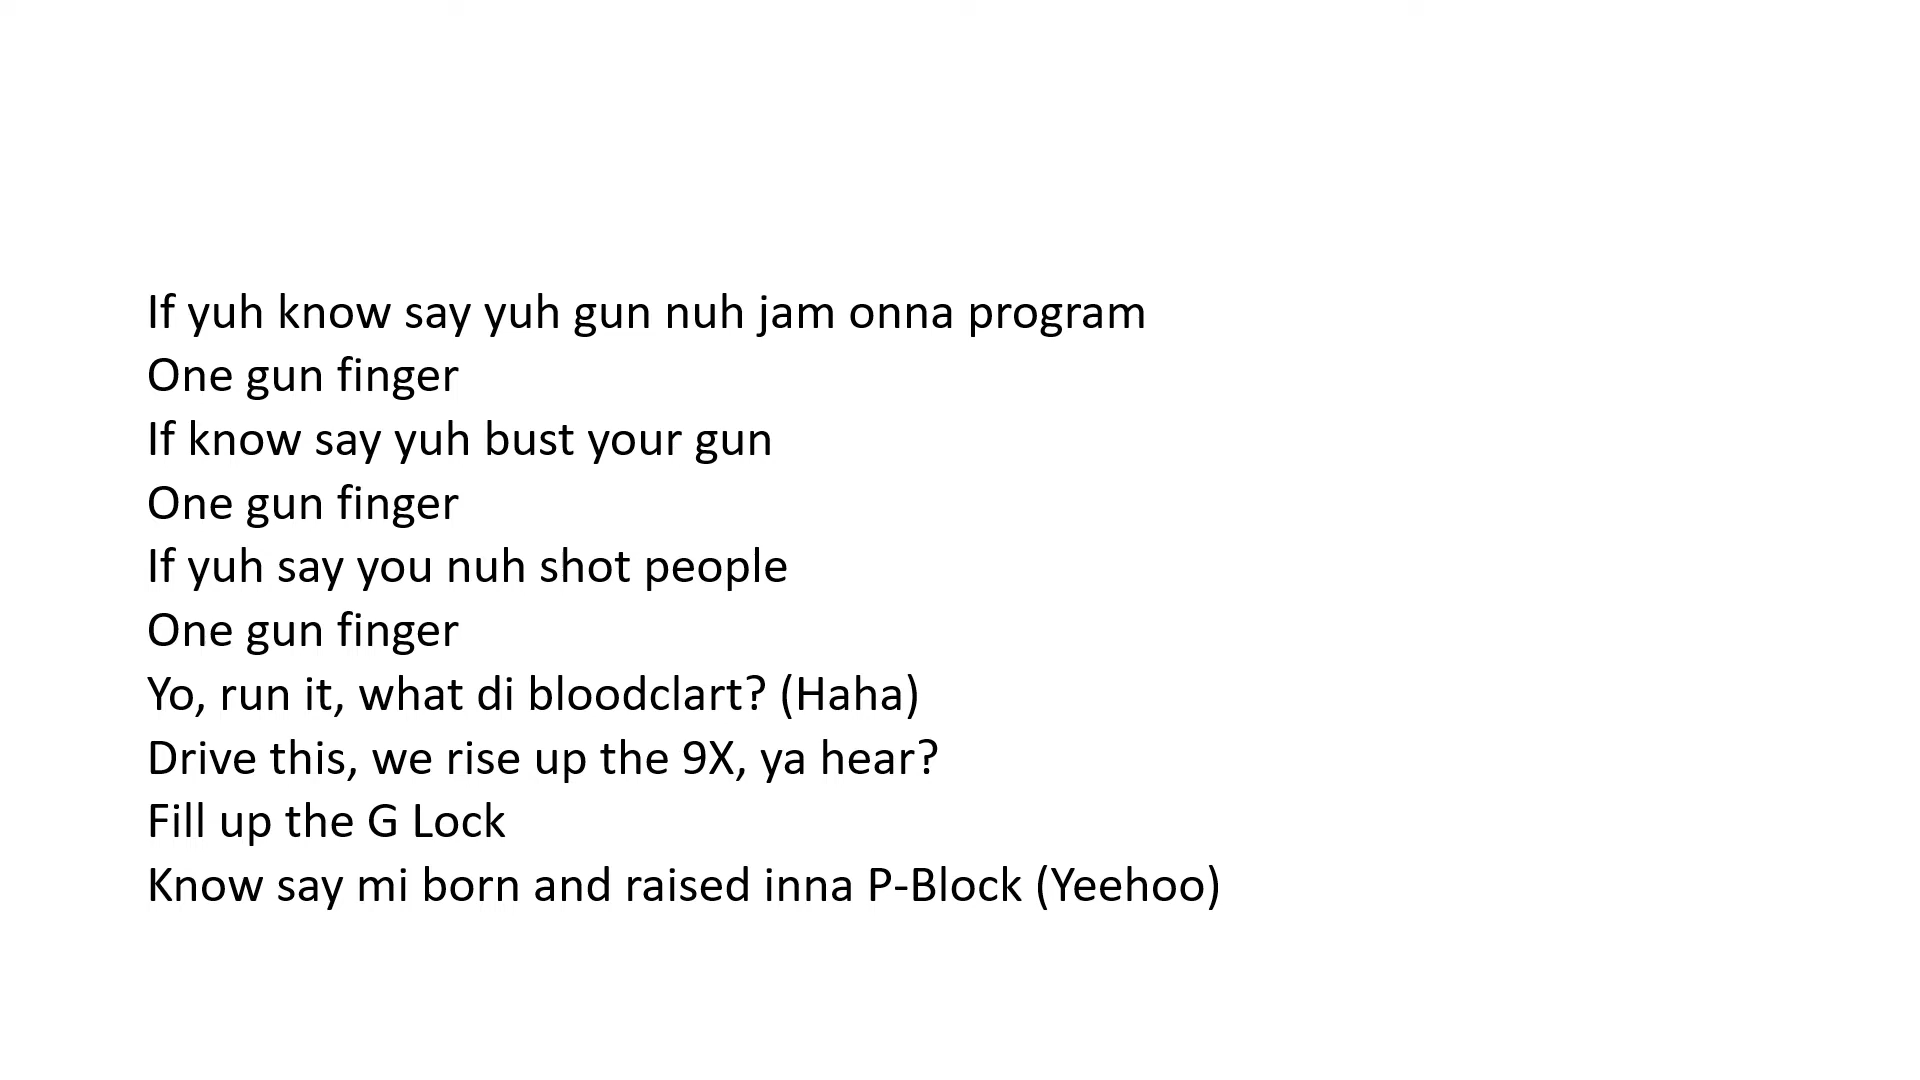 If yuh know say yuh gun nuh jam onna program
One gun finger
If know say yuh bust your gun
One gun finger
If yuh say you nuh shot people
One gun finger
Yo, run it, what di bloodclart? (Haha)
Drive this, we rise up the 9X, ya hear?
Fill up the G Lock
Know say mi born and raised inna P-Block (Yeehoo)